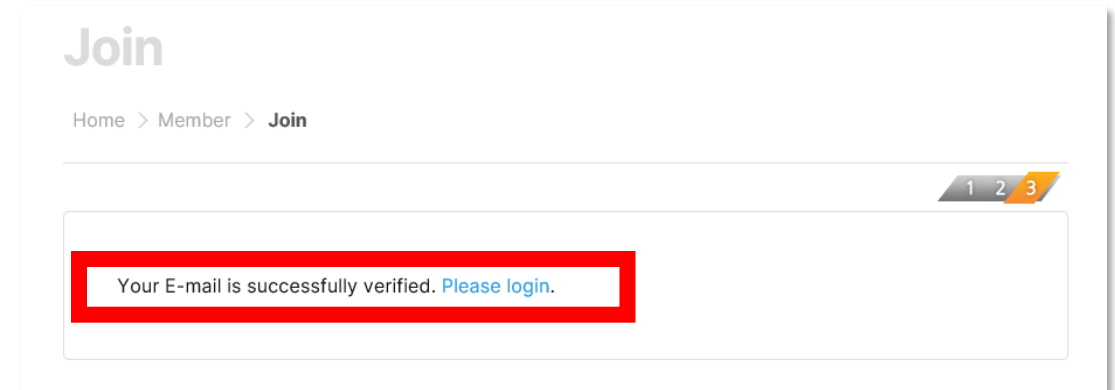 Join
Home > Member > Join
1 2 3
Your E-mail is successfully verified. Please login.